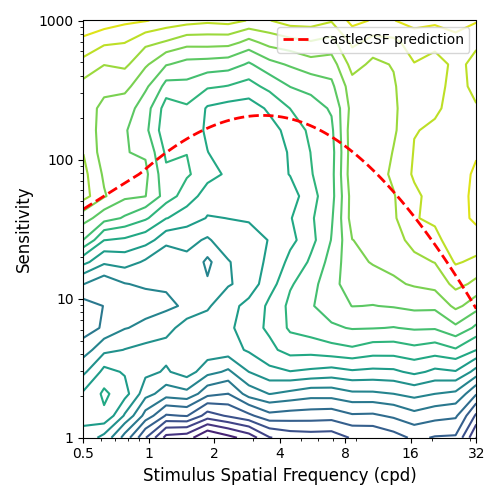 castleCSF prediction
Sensitivity
1000
100
10
1
0.5 1 2 4 8 16 32
Stimulus Spatial Frequency (cpd)